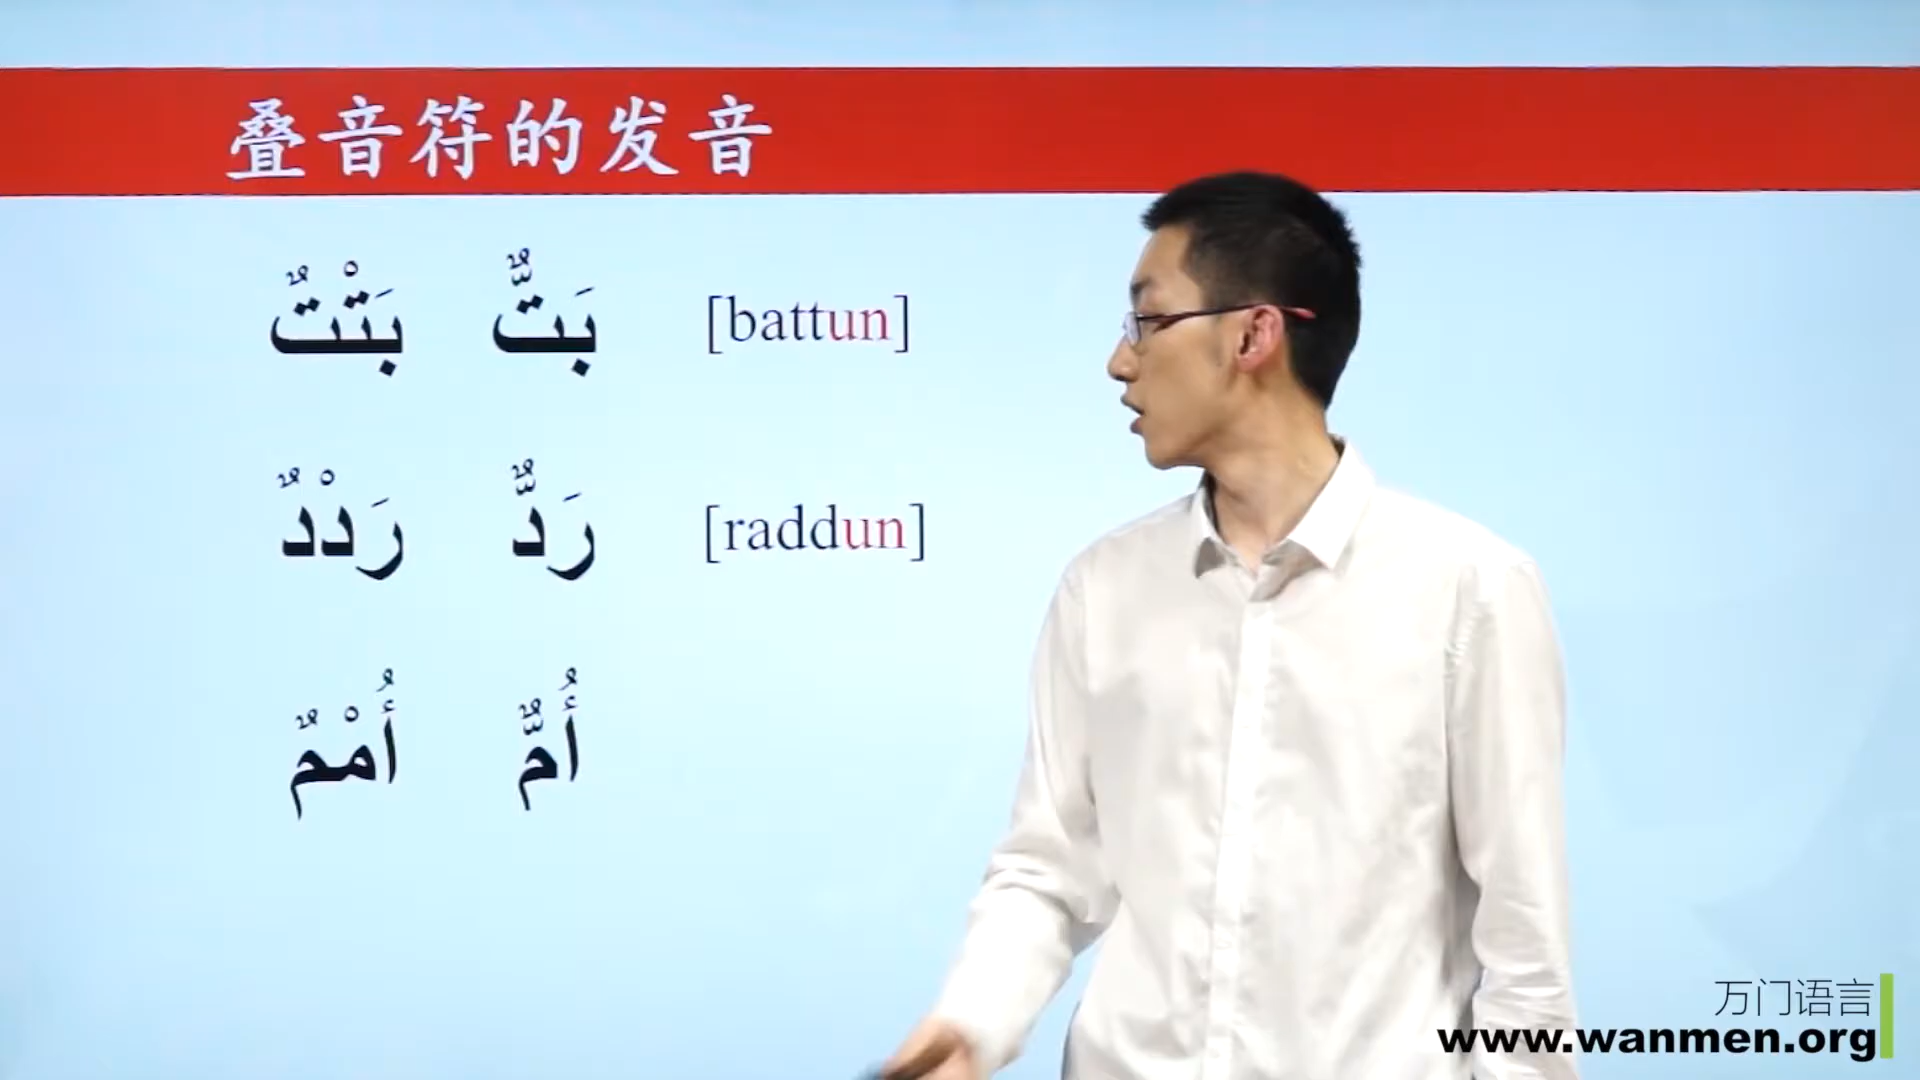 叠音符的发音
بَتْتٌ بَتٌّ [battun]
رَدْدٌ رَدٌّ [raddun]
أُمْمٌ أُمٌّ
万门语言
www.wanmen.org